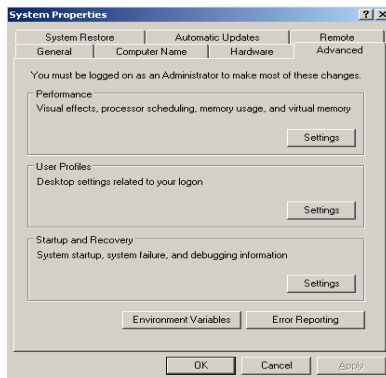 System Properties
System Restore Automatic Updates Remote
General Computer Name Hardware Advanced
You must be logged on as an Administrator to make most of these changes.
Performance
Visual effects, processor scheduling, memory usage, and virtual memory
Settings
User Profiles
Desktop settings related to your logon
Settings
Startup and Recovery
System startup, system failure, and debugging information
Settings
Environment Variables Error Reporting
OK Cancel Apply